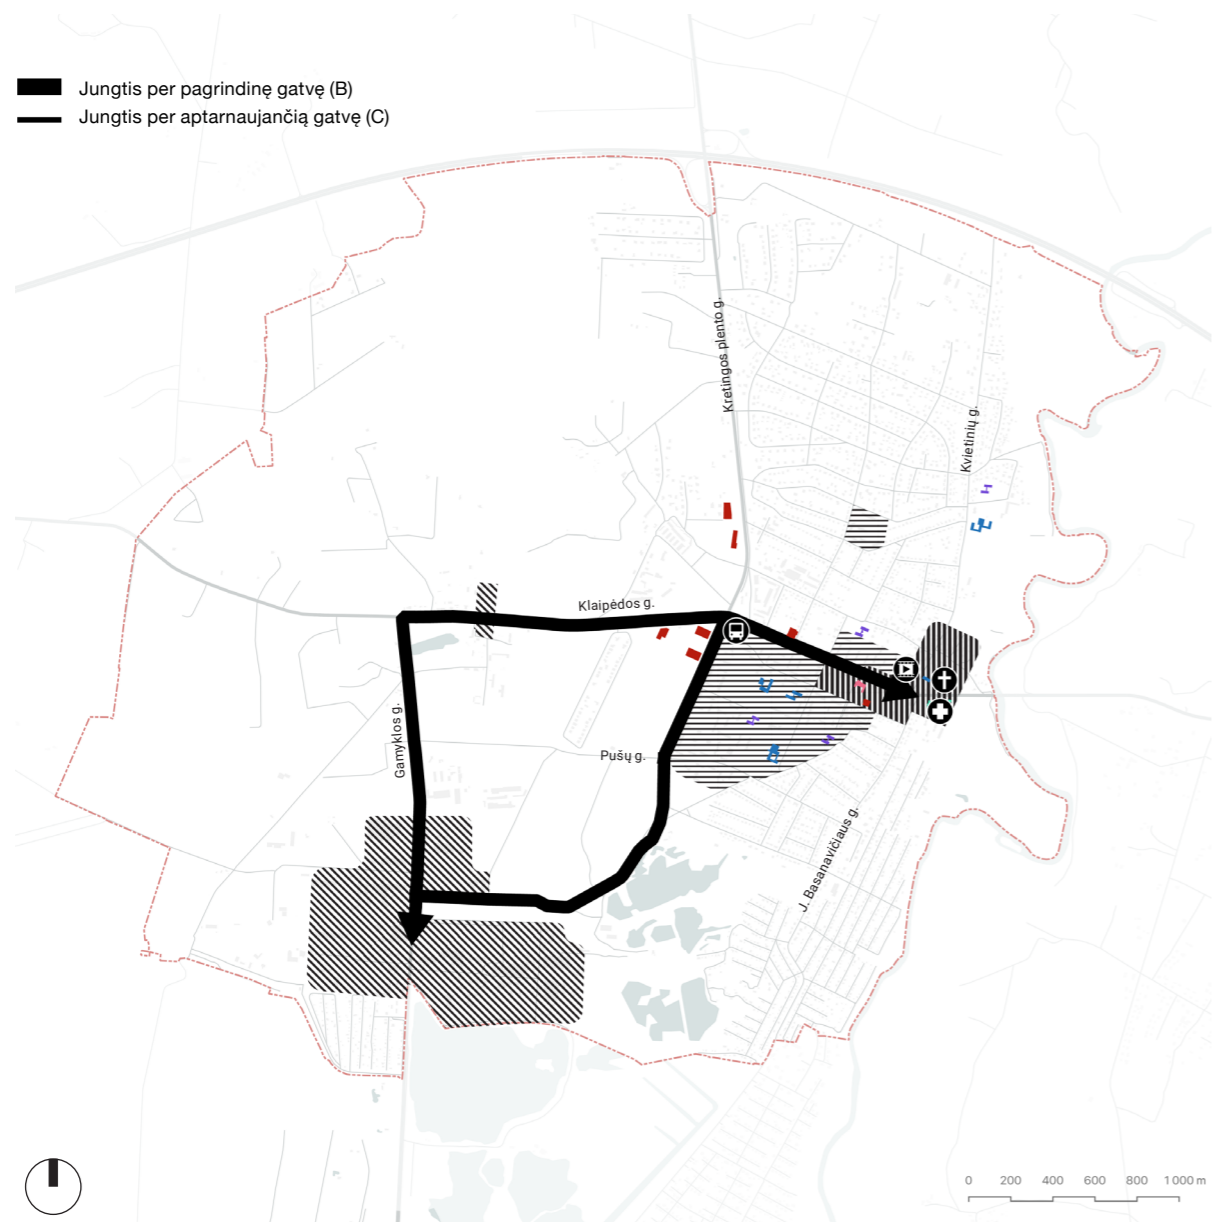 Jungtis per pagrindinę gatvę (B)
Jungtis per aptarnaujančią gatvę (C)
Kretingos plento g.
Kvietinių g.
Klaipėdos g.
Gamyklos g.
Pušų g.
J. Basanavičiaus g.
0 200 400 600 800 1 000 m